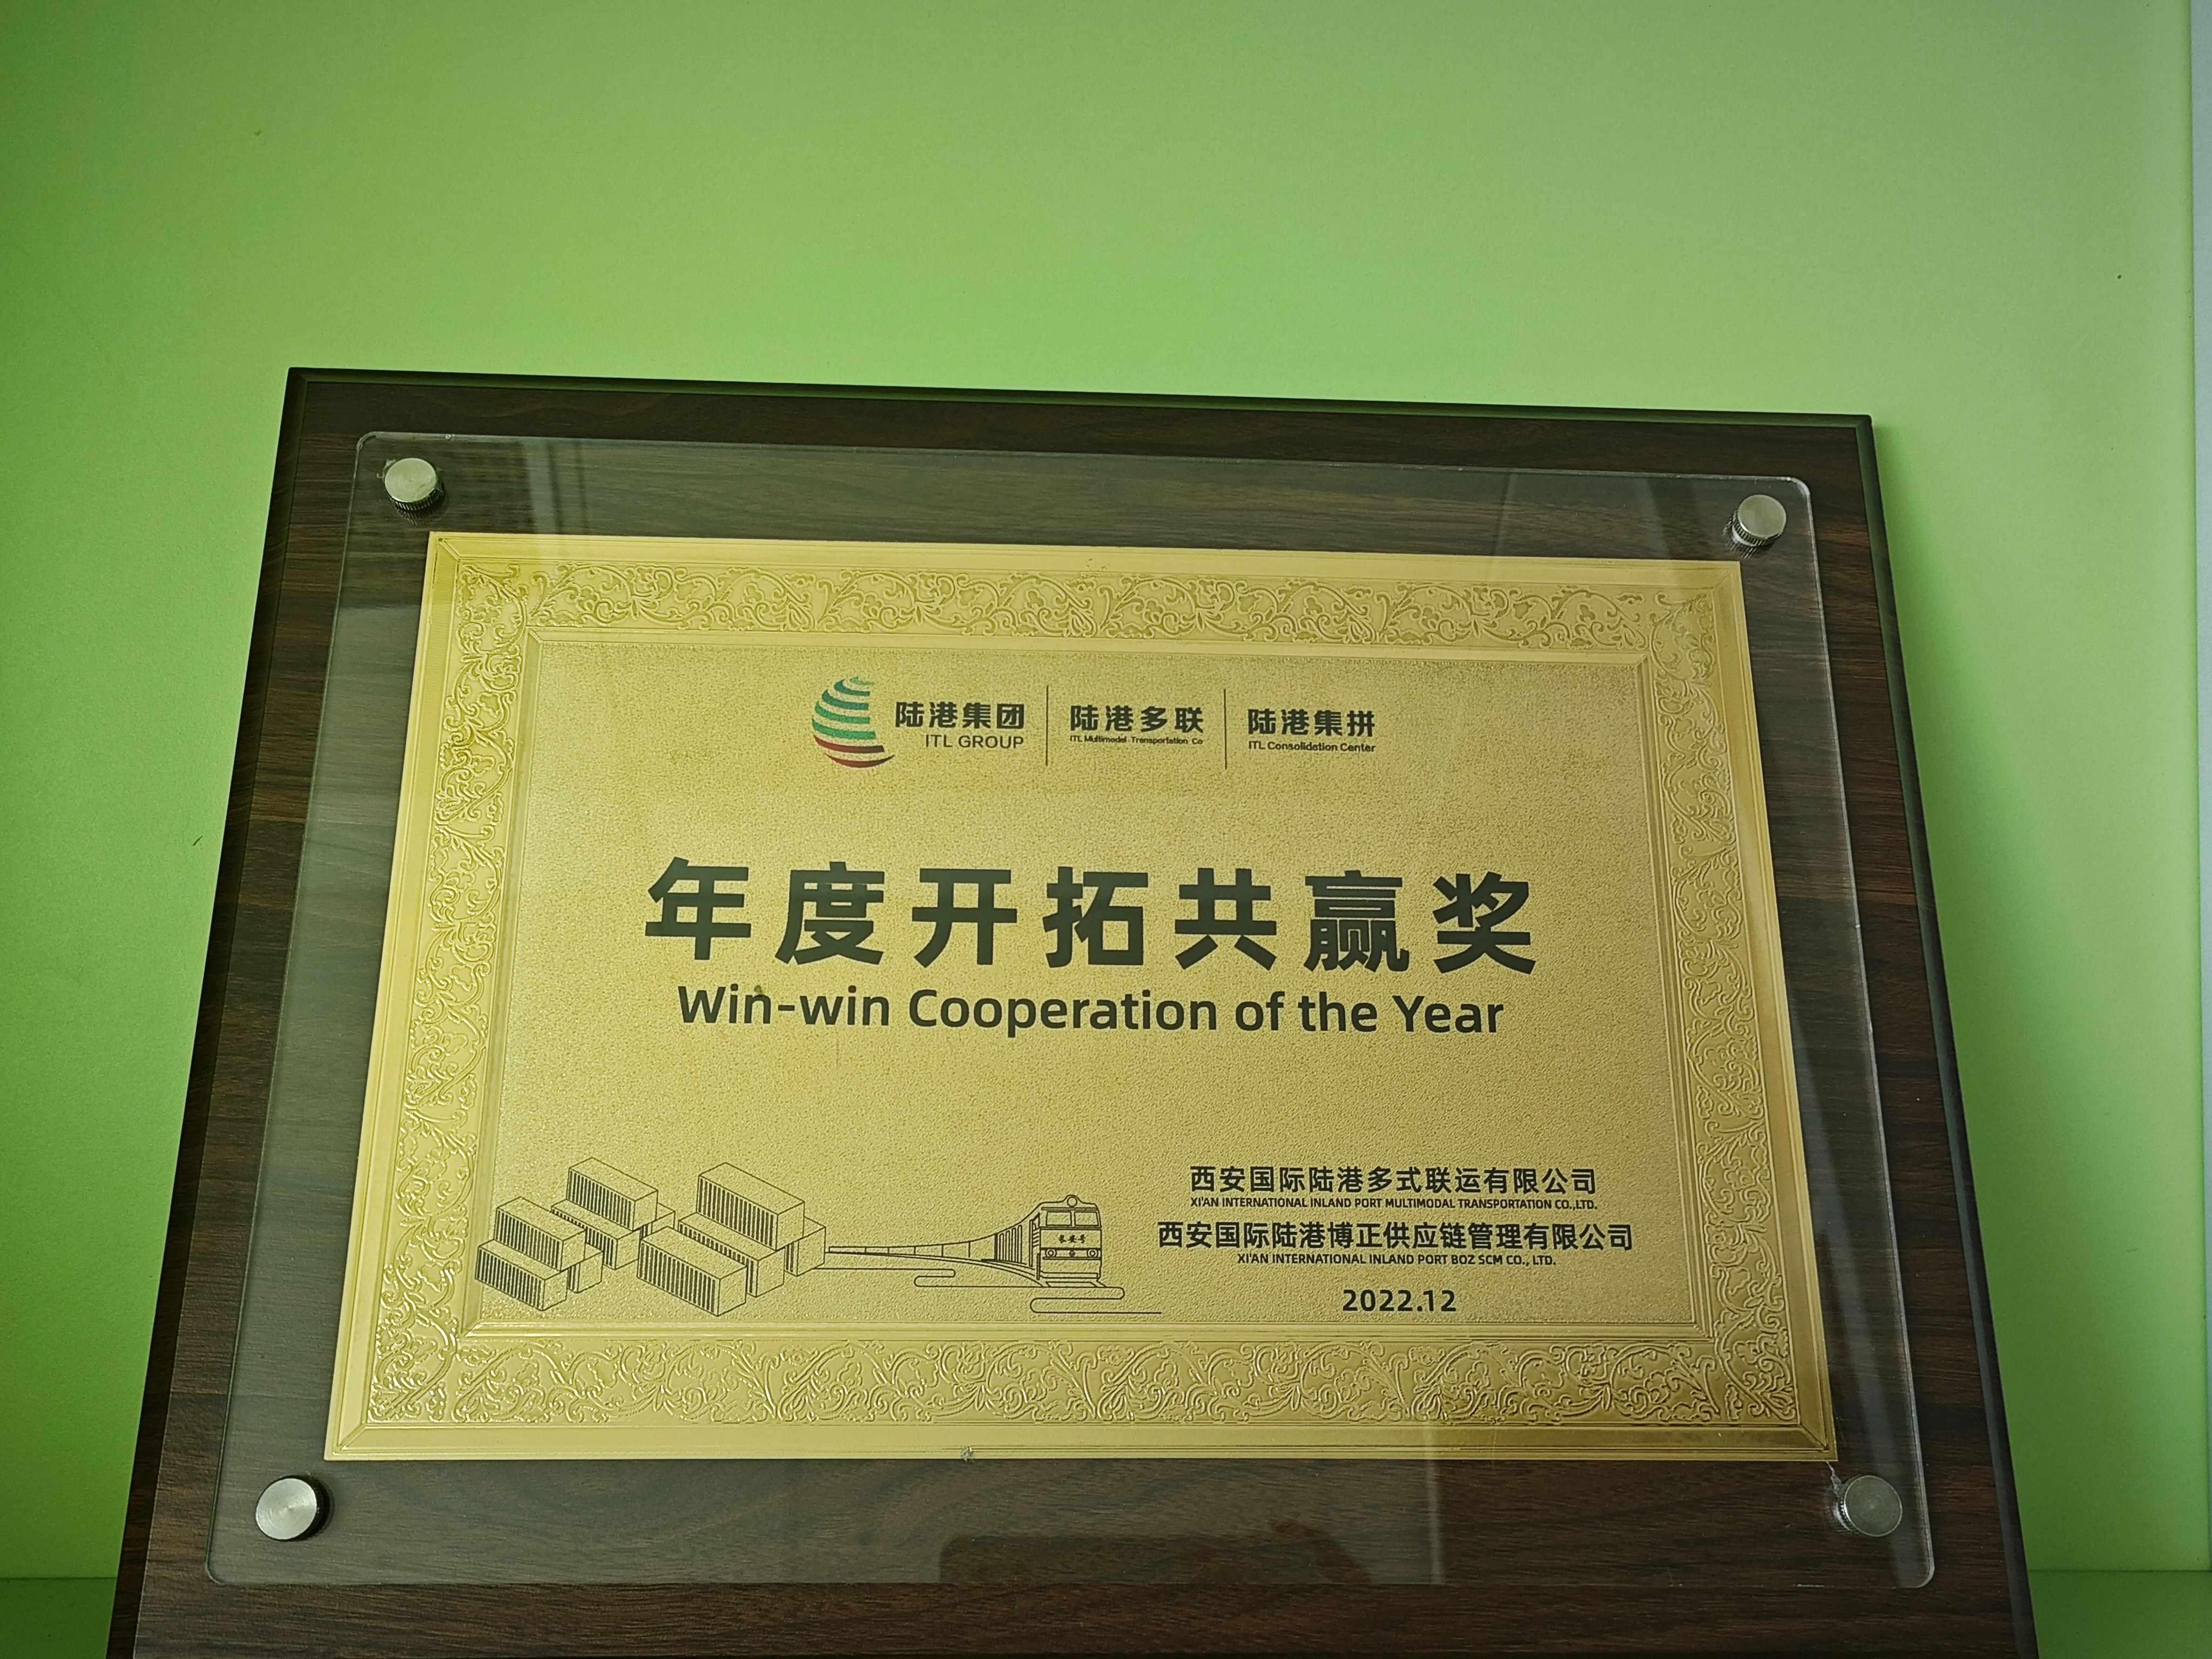 陆港集团 陆港多联 陆港集拼
ITL GROUP ITL Multimodal Transportation Co ITL Consolidation Center
年度开拓共赢奖
Win-win Cooperation of the Year
长安号
西安国际陆港多式联运有限公司
XI'AN INTERNATIONAL INLAND PORT MULTIMODAL TRANSPORTATION CO.,LTD.
西安国际陆港博正供应链管理有限公司
XI'AN INTERNATIONAL INLAND PORT BOZ SCM CO., LTD.
2022.12